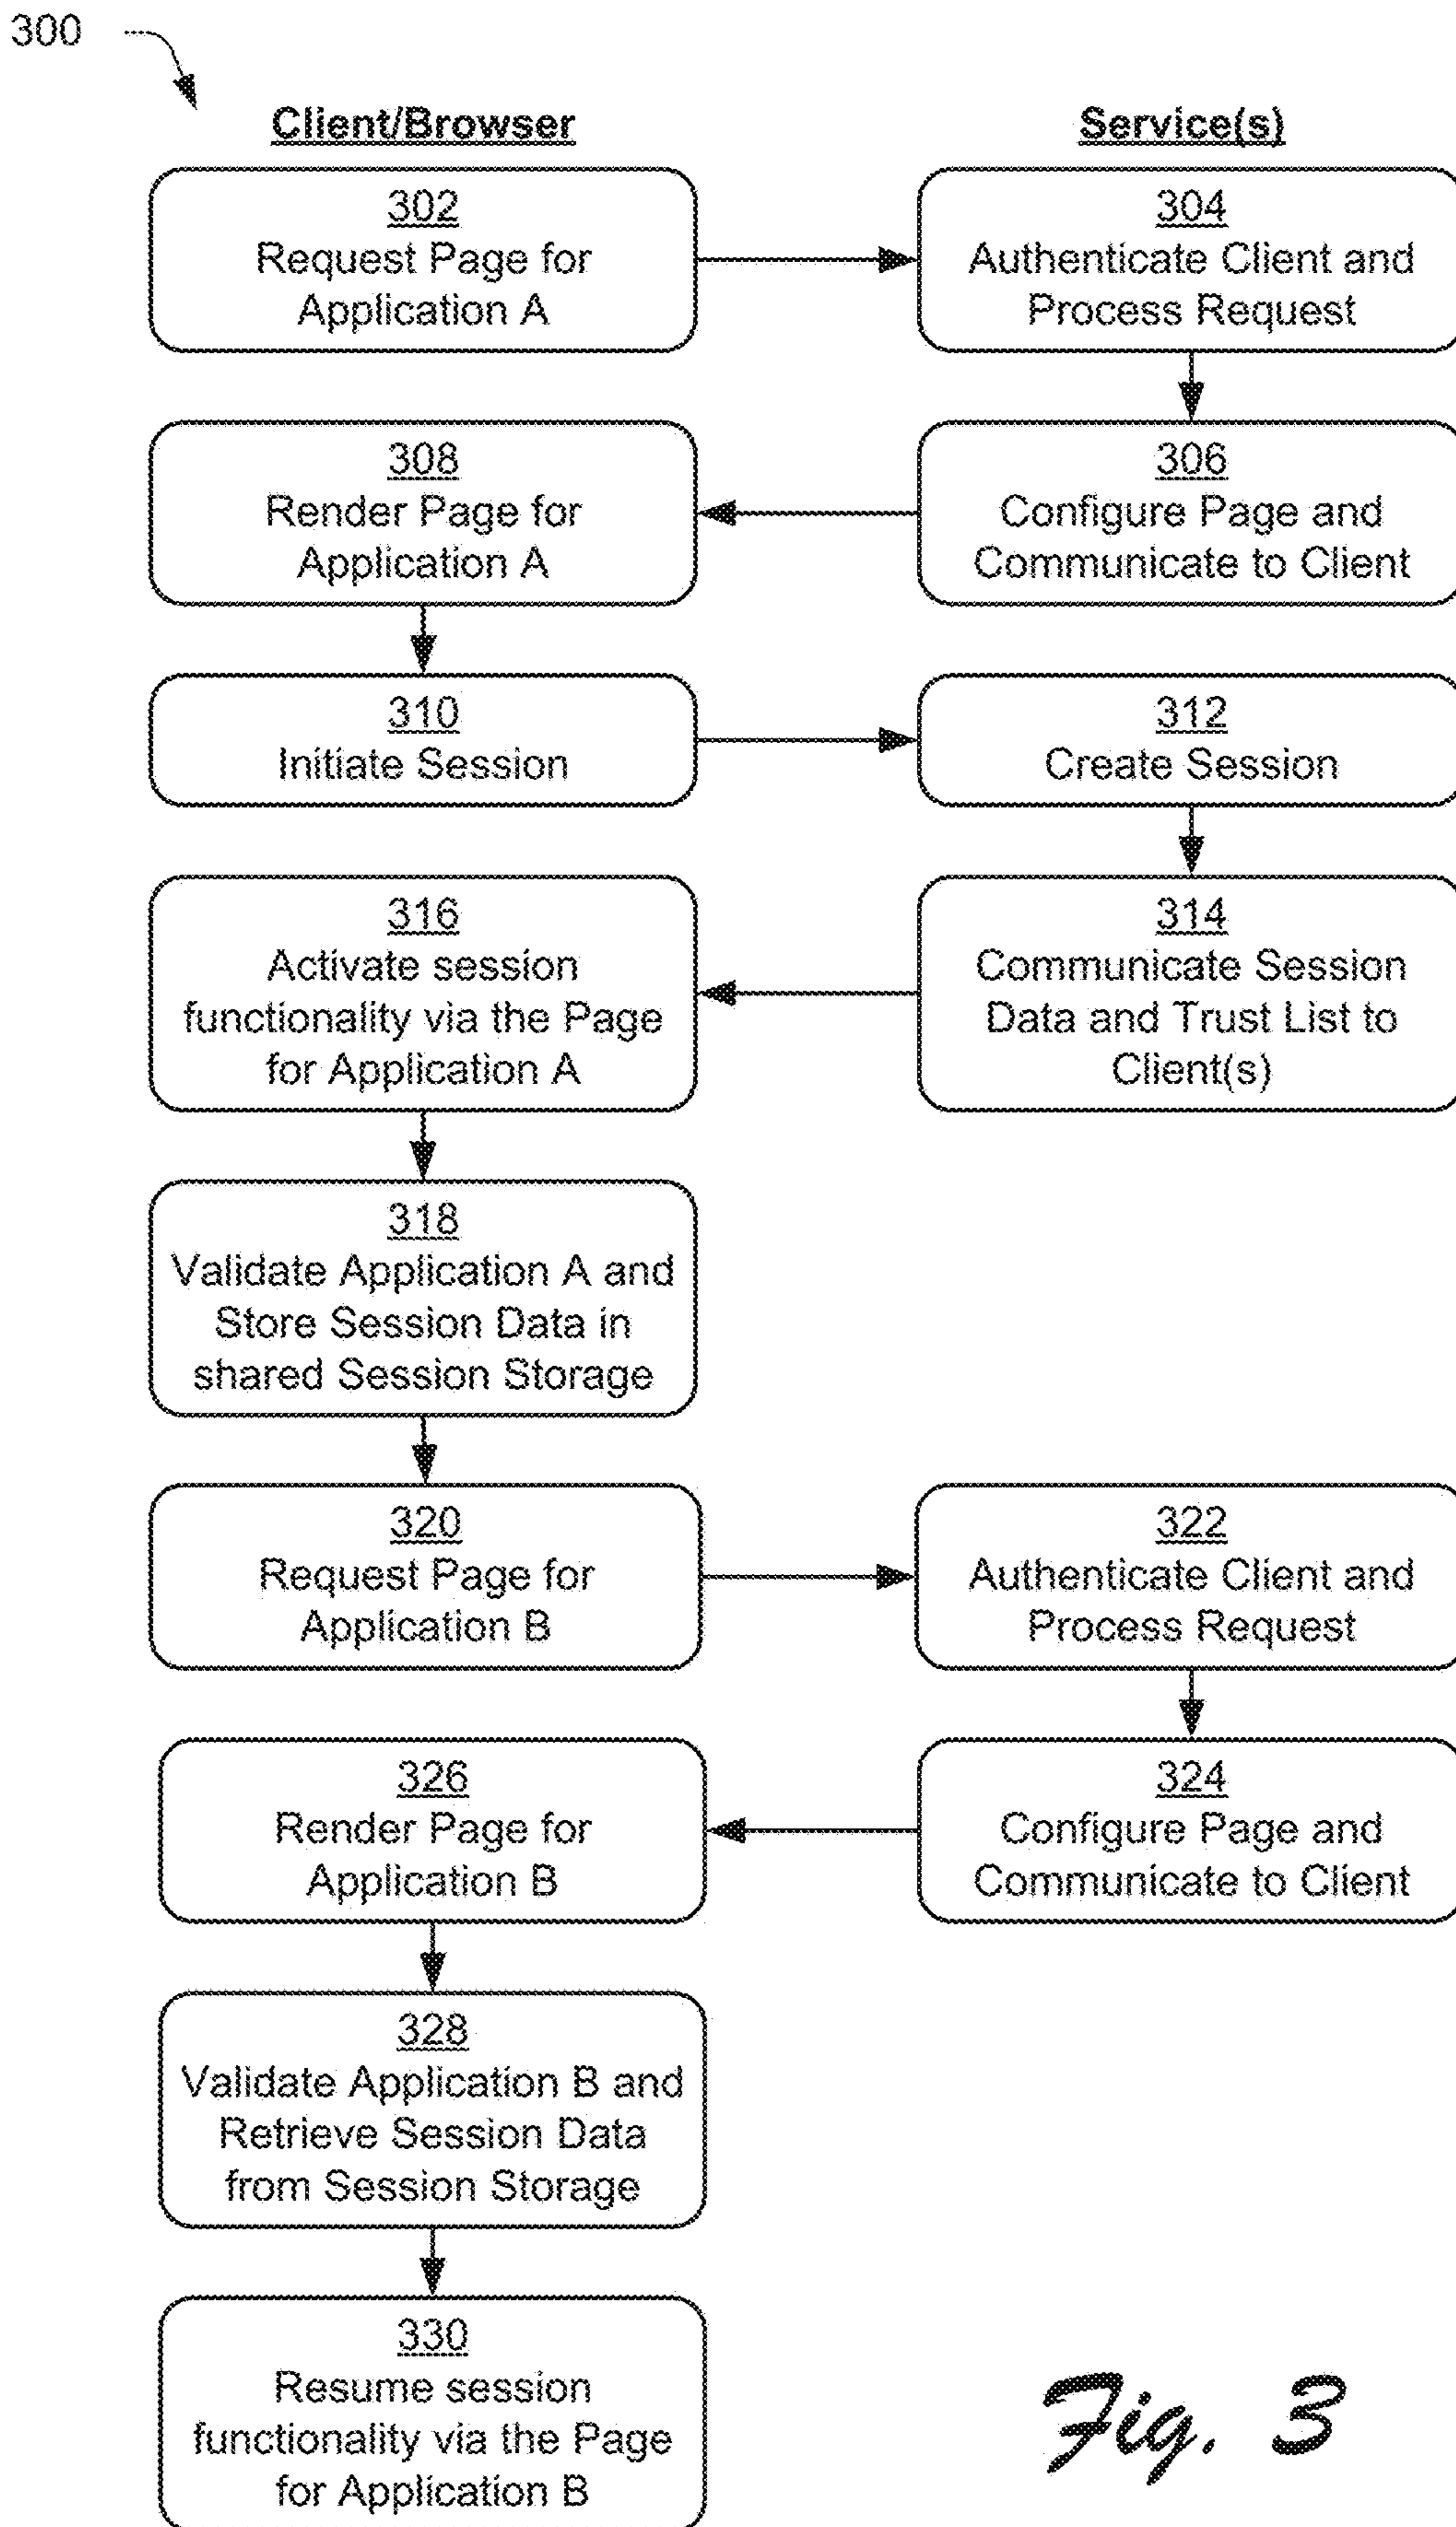 300
Client/Browser
Service(s)
302
Request Page for
Application A
304
Authenticate Client and
Process Request
308
Render Page for
Application A
306
Configure Page and
Communicate to Client
310
Initiate Session
312
Create Session
316
Activate session
functionality via the Page
for Application A
314
Communicate Session
Data and Trust List to
Client(s)
318
Validate Application A and
Store Session Data in
shared Session Storage
320
Request Page for
Application B
322
Authenticate Client and
Process Request
326
Render Page for
Application B
324
Configure Page and
Communicate to Client
328
Validate Application B and
Retrieve Session Data
from Session Storage
330
Resume session
functionality via the Page
for Application B
Fig. 3